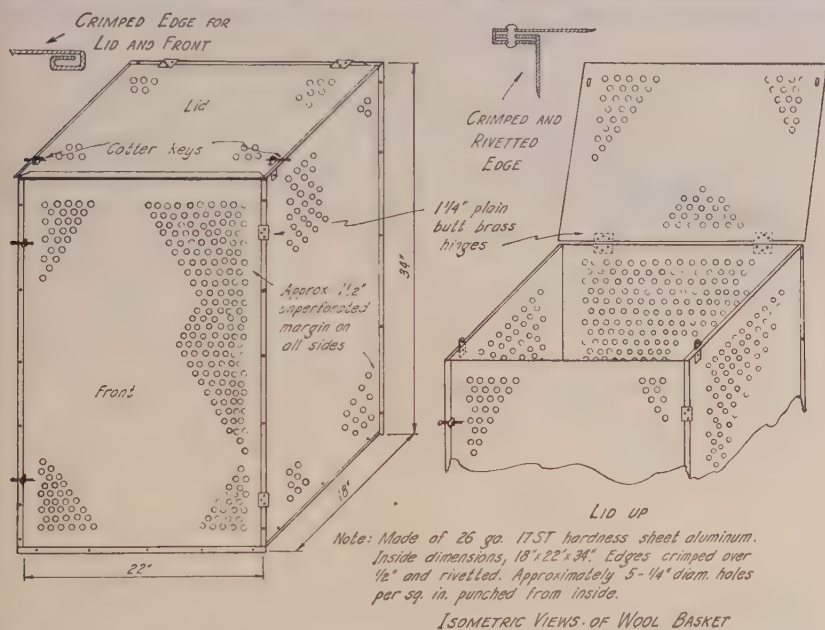 CRIMPED EDGE FOR
LID AND FRONT
Lid
Cotter keys
Front
Approx 1½"
unperforated
margin on
all sides
34"
18"
22"
CRIMPED AND
RIVETTED
EDGE
1¼" plain
butt brass
hinges
LID UP
Note: Made of 26 ga. 17ST hardness sheet aluminum.
Inside dimensions, 18"x22"x34". Edges crimped over
½" and rivetted. Approximately 5-¼" diam. holes
per sq. in. punched from inside.
ISOMETRIC VIEWS OF WOOL BASKET